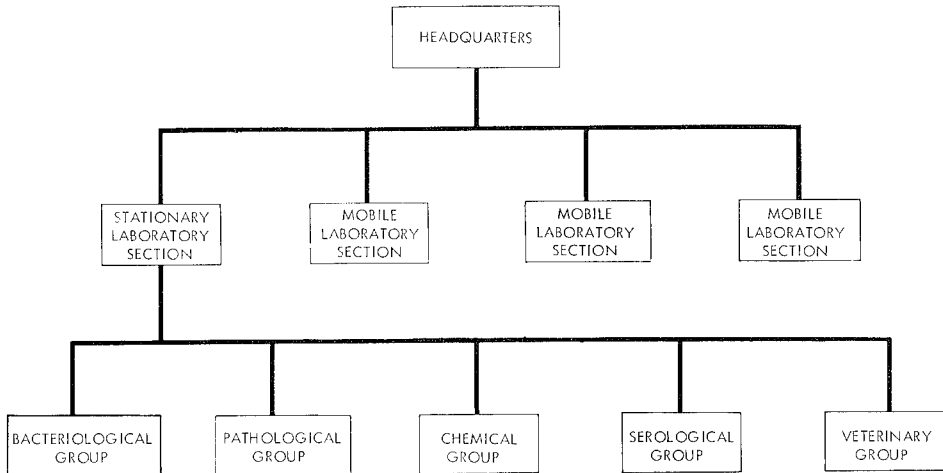 HEADQUARTERS
STATIONARY
LABORATORY
SECTION
MOBILE
LABORATORY
SECTION
MOBILE
LABORATORY
SECTION
MOBILE
LABORATORY
SECTION
BACTERIOLOGICAL
GROUP
PATHOLOGICAL
GROUP
CHEMICAL
GROUP
SEROLOGICAL
GROUP
VETERINARY
GROUP